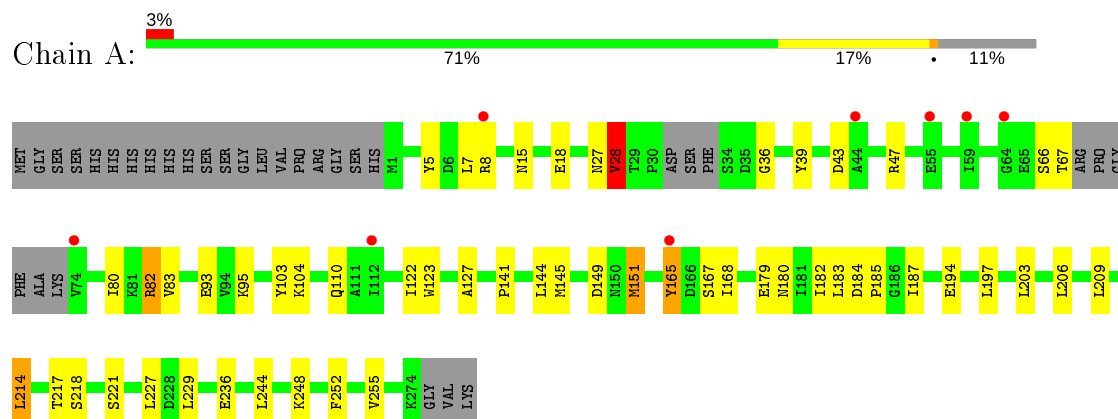 3%
Chain A:
71% 17% • 11%
MET GLY SER SER HIS HIS HIS HIS HIS HIS SER SER GLY LEU VAL PRO ARG GLY SER HIS M1 Y5 D6 L7 R8 N15 E18 N27 V28 T29 P30 ASP SER PHE S34 D35 G36 Y39 D43 A44 R47 E55 I59 G64 E65 S66 T67 ARG PRO GLY
PHE ALA LYS V74 I80 K81 R82 V83 E93 V94 K95 Y103 K104 Q110 A111 I112 I122 W123 A127 P141 L144 M145 D149 N150 M151 Y165 D166 S167 I168 E179 N180 I181 I182 L183 D184 P185 G186 I187 E194 L197 L203 L206 L209
L214 T217 S218 S221 L227 D228 L229 E236 L244 K248 F252 V255 K274 GLY VAL LYS